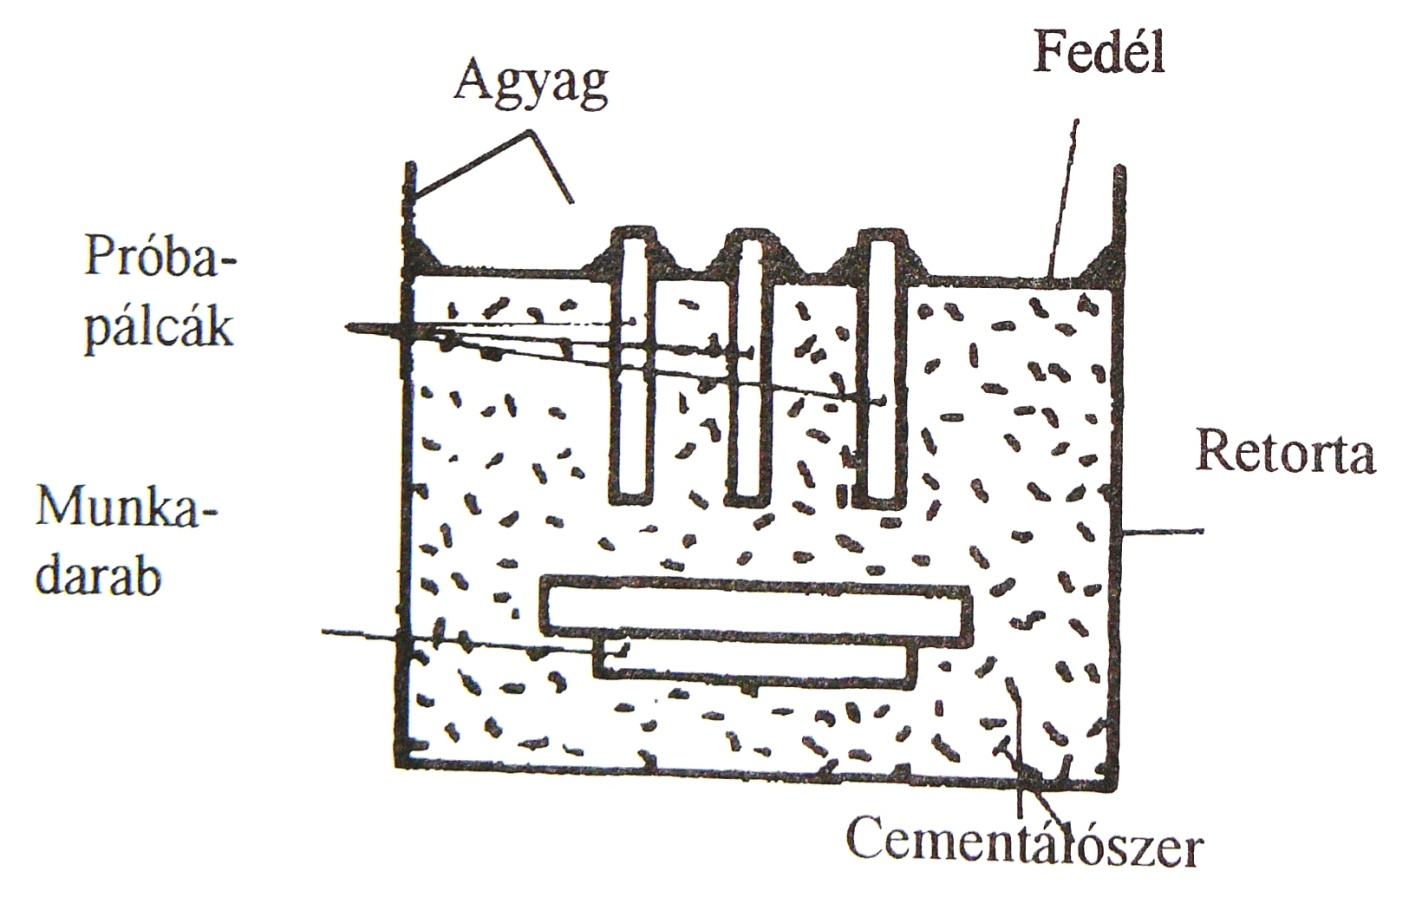 Fedél
Agyag
Próba-
pálcák
Retorta
Munka-
darab
Cementálószer